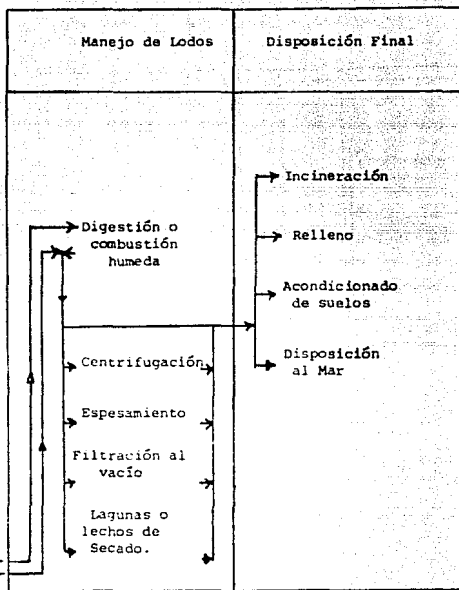 Manejo de Lodos
Disposición Final
Incineración
Digestión o
combustión
humeda
Relleno
Acondicionado
de suelos
Disposición
al Mar
Centrifugación
Espesamiento
Filtración al
vacío
Lagunas o
lechos de
Secado.